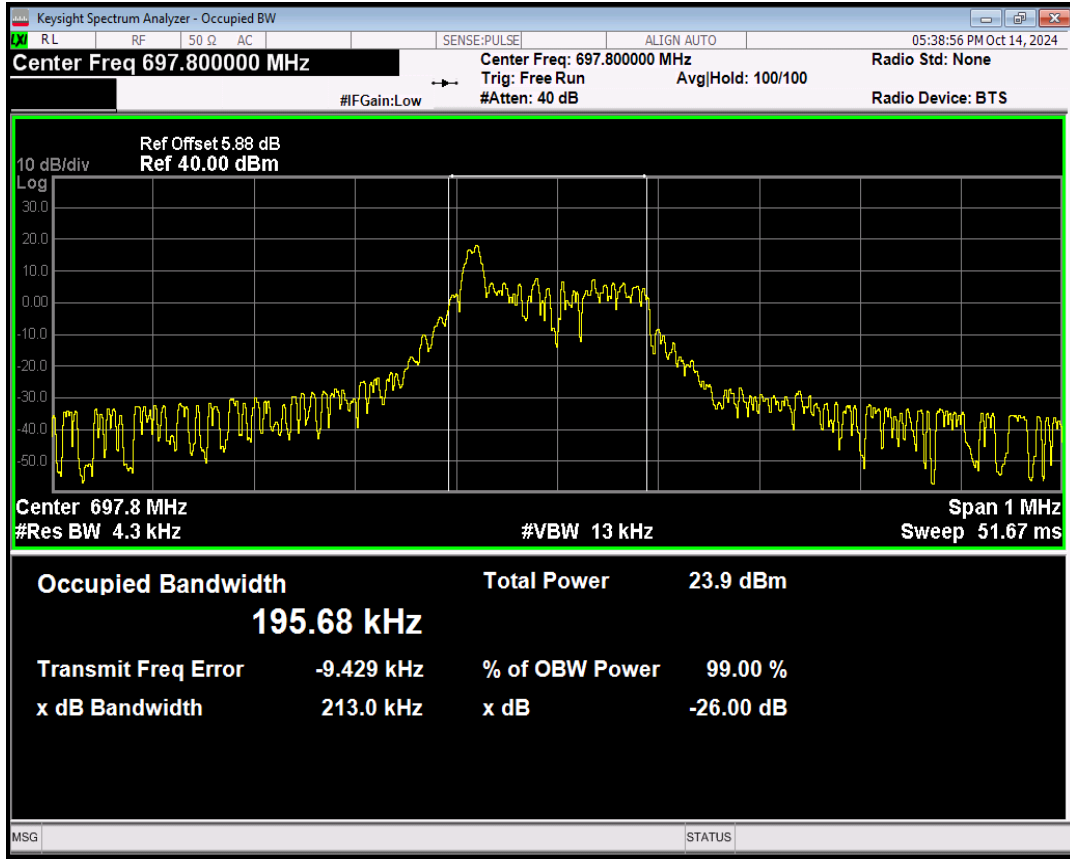 Keysight Spectrum Analyzer - Occupied BW
LXI RL RF 50 Ω AC SENSE:PULSE ALIGN AUTO 05:38:56 PM Oct 14, 2024
Center Freq 697.800000 MHz Center Freq: 697.800000 MHz Radio Std: None
Trig: Free Run Avg|Hold: 100/100
#IFGain:Low #Atten: 40 dB Radio Device: BTS
Ref Offset 5.88 dB
10 dB/div Ref 40.00 dBm
Log
30.0
20.0
10.0
0.00
-10.0
-20.0
-30.0
-40.0
-50.0
Center 697.8 MHz Span 1 MHz
#Res BW 4.3 kHz #VBW 13 kHz Sweep 51.67 ms
Occupied Bandwidth Total Power 23.9 dBm
195.68 kHz
Transmit Freq Error -9.429 kHz % of OBW Power 99.00 %
x dB Bandwidth 213.0 kHz x dB -26.00 dB
MSG STATUS